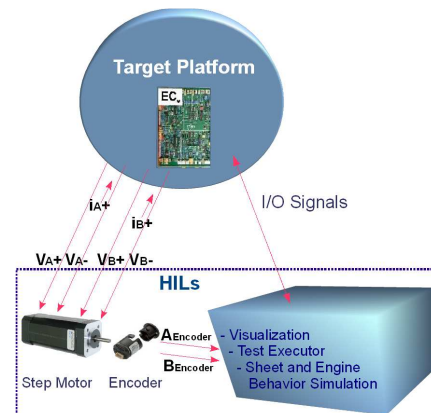 Target Platform
EC
iA+
iB+
I/O Signals
VA+ VA- VB+ VB-
HILs
AEncoder
BEncoder
- Visualization
- Test Executor
- Sheet and Engine
Behavior Simulation
Step Motor
Encoder